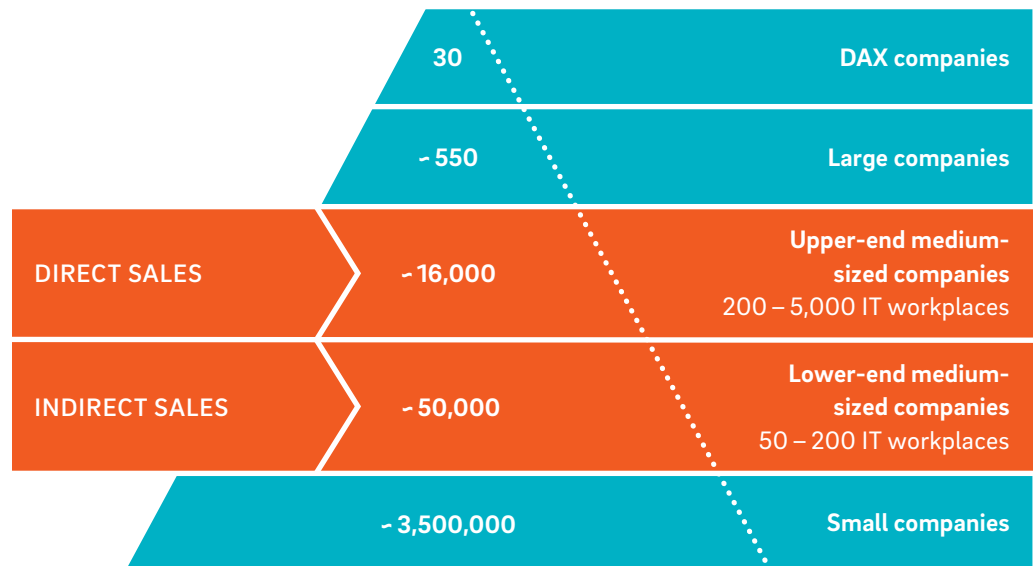 30
DAX companies
~ 550
Large companies
DIRECT SALES
~ 16,000
Upper-end medium-
sized companies
200 – 5,000 IT workplaces
INDIRECT SALES
~ 50,000
Lower-end medium-
sized companies
50 – 200 IT workplaces
~ 3,500,000
Small companies